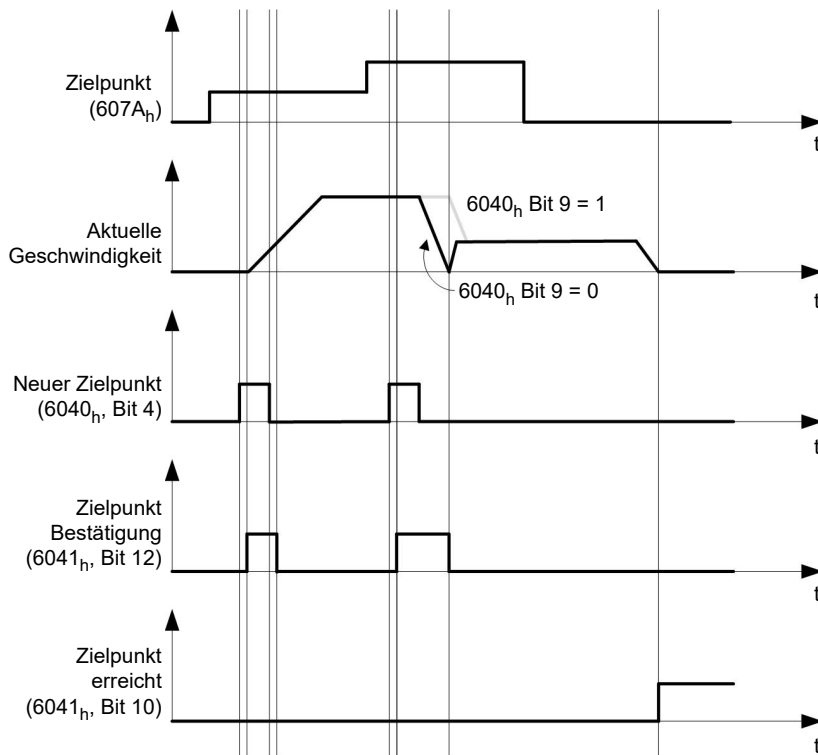 Zielpunkt
(607Ah)
t
Aktuelle
Geschwindigkeit
6040h Bit 9 = 1
6040h Bit 9 = 0
t
Neuer Zielpunkt
(6040h, Bit 4)
t
Zielpunkt
Bestätigung
(6041h, Bit 12)
t
Zielpunkt
erreicht
(6041h, Bit 10)
t